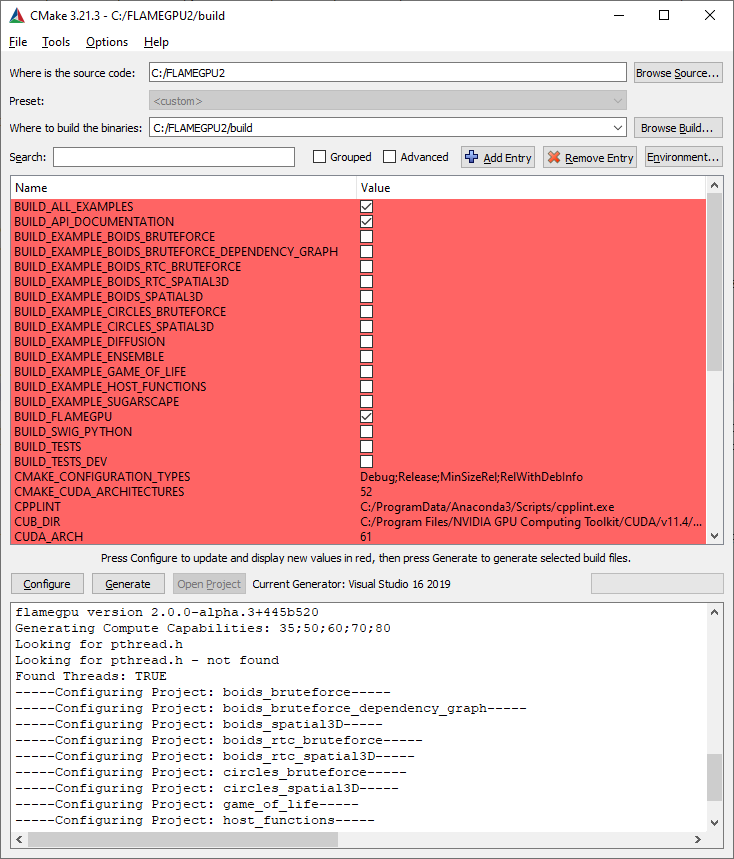 CMake 3.21.3 - C:/FLAMEGPU2/build
File Tools Options Help
Where is the source code: C:/FLAMEGPU2 Browse Source...
Preset: <custom>
Where to build the binaries: C:/FLAMEGPU2/build Browse Build...
Search: Grouped Advanced Add Entry Remove Entry Environment...
Name Value
BUILD_ALL_EXAMPLES
BUILD_API_DOCUMENTATION
BUILD_EXAMPLE_BOIDS_BRUTEFORCE
BUILD_EXAMPLE_BOIDS_BRUTEFORCE_DEPENDENCY_GRAPH
BUILD_EXAMPLE_BOIDS_RTC_BRUTEFORCE
BUILD_EXAMPLE_BOIDS_RTC_SPATIAL3D
BUILD_EXAMPLE_BOIDS_SPATIAL3D
BUILD_EXAMPLE_CIRCLES_BRUTEFORCE
BUILD_EXAMPLE_CIRCLES_SPATIAL3D
BUILD_EXAMPLE_DIFFUSION
BUILD_EXAMPLE_ENSEMBLE
BUILD_EXAMPLE_GAME_OF_LIFE
BUILD_EXAMPLE_HOST_FUNCTIONS
BUILD_EXAMPLE_SUGARSCAPE
BUILD_FLAMEGPU
BUILD_SWIG_PYTHON
BUILD_TESTS
BUILD_TESTS_DEV
CMAKE_CONFIGURATION_TYPES Debug;Release;MinSizeRel;RelWithDebInfo
CMAKE_CUDA_ARCHITECTURES 52
CPPLINT C:/ProgramData/Anaconda3/Scripts/cpplint.exe
CUB_DIR C:/Program Files/NVIDIA GPU Computing Toolkit/CUDA/v11.4/...
CUDA_ARCH 61
Press Configure to update and display new values in red, then press Generate to generate selected build files.
Configure Generate Open Project Current Generator: Visual Studio 16 2019
flamegpu version 2.0.0-alpha.3+445b520
Generating Compute Capabilities: 35;50;60;70;80
Looking for pthread.h
Looking for pthread.h - not found
Found Threads: TRUE
-----Configuring Project: boids_bruteforce-----
-----Configuring Project: boids_bruteforce_dependency_graph-----
-----Configuring Project: boids_spatial3D-----
-----Configuring Project: boids_rtc_bruteforce-----
-----Configuring Project: boids_rtc_spatial3D-----
-----Configuring Project: circles_bruteforce-----
-----Configuring Project: circles_spatial3D-----
-----Configuring Project: game_of_life-----
-----Configuring Project: host_functions-----